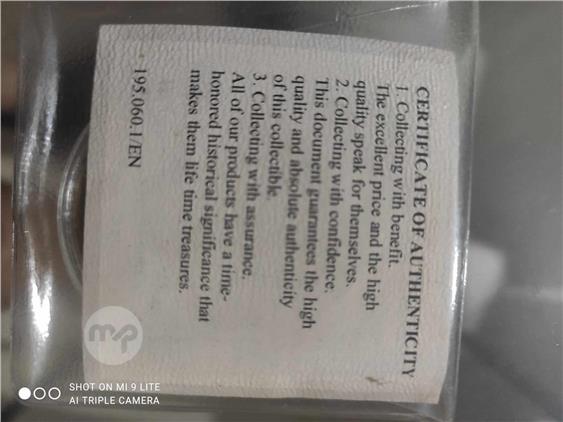 CERTIFICATE OF AUTHENTICITY
1. Collecting with benefit.
The excellent price and the high
quality speak for themselves.
2. Collecting with confidence.
This document guarantees the high
quality and absolute authenticity
of this collectible.
3. Collecting with assurance.
All of our products have a time-
honored historical significance that
makes them life time treasures.
195.060.1/EN
mp
SHOT ON MI 9 LITE
AI TRIPLE CAMERA